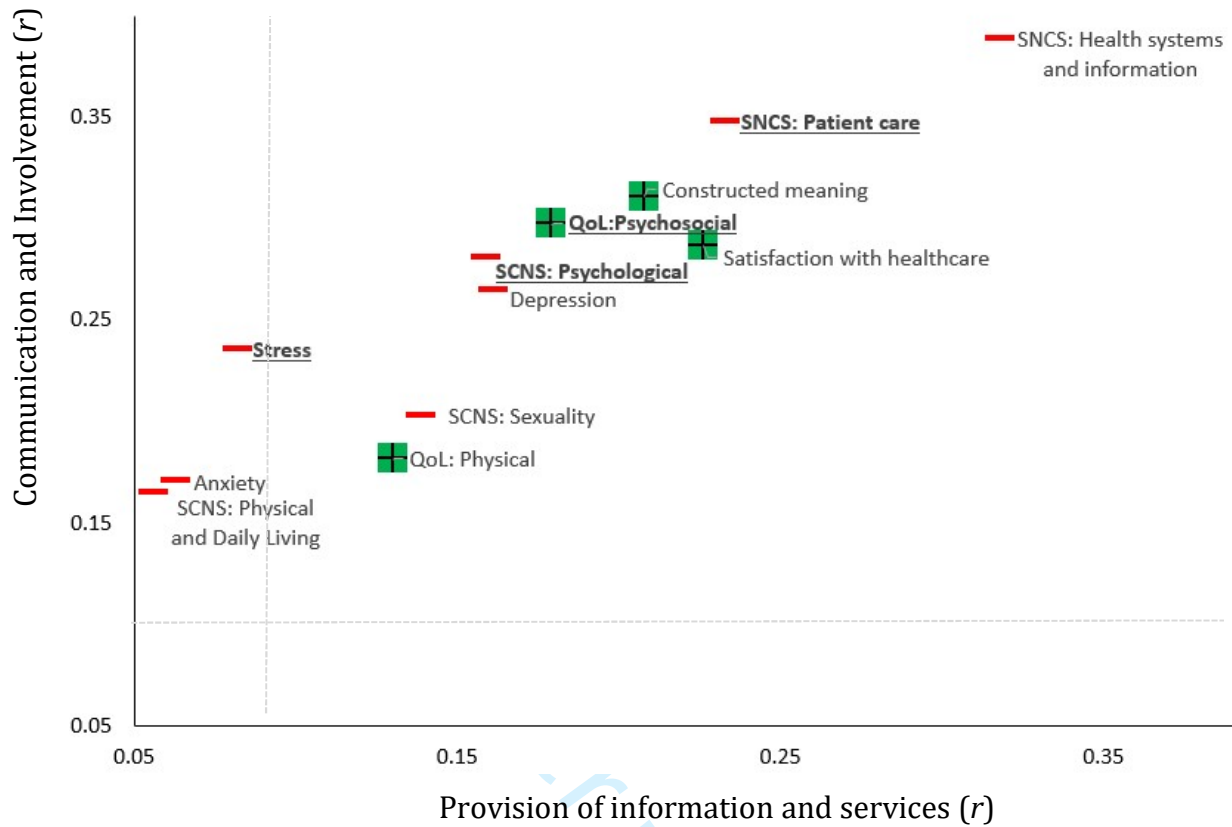 Communication and Involvement (r)
SNCS: Health systems
and information
0.35
SNCS: Patient care
Constructed meaning
QoL:Psychosocial
Satisfaction with healthcare
SCNS: Psychological
Depression
0.25
Stress
SCNS: Sexuality
QoL: Physical
Anxiety
SCNS: Physical
and Daily Living
0.15
0.05
0.05 0.15 0.25 0.35
Provision of information and services (r)